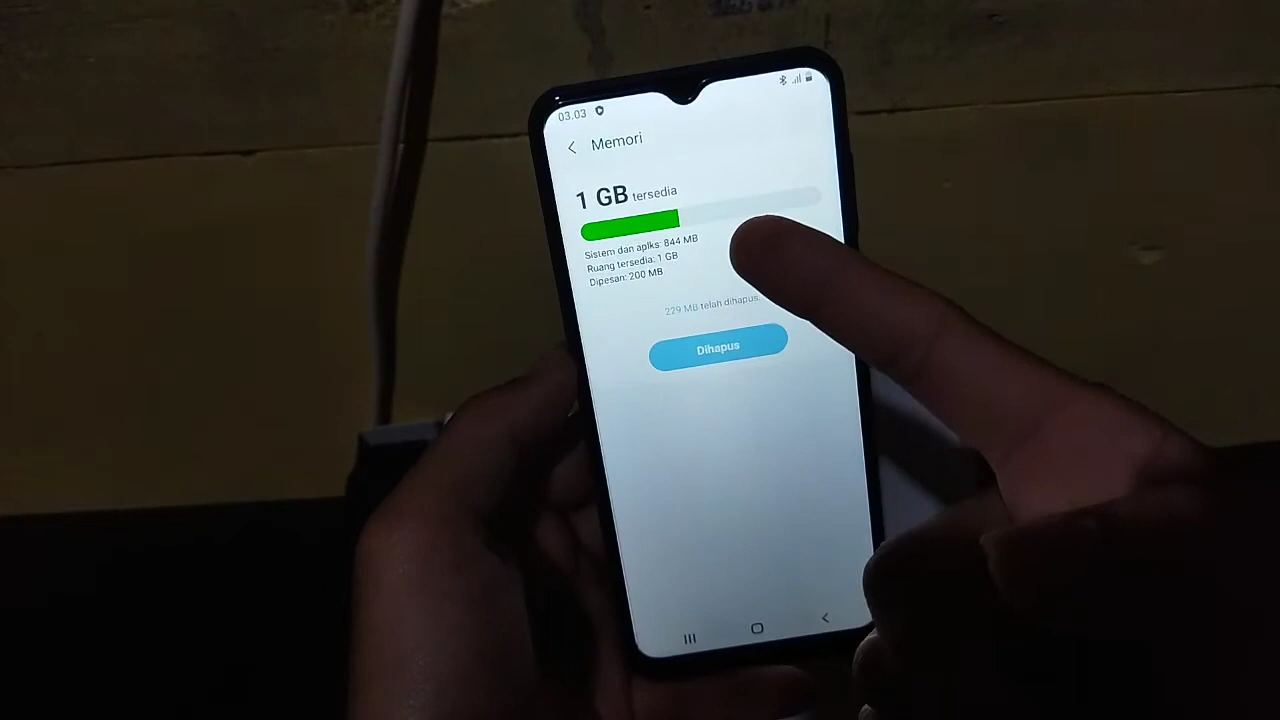 03.03
Memori
1 GB tersedia
Sistem dan aplks: 844 MB
Ruang tersedia: 1 GB
Dipesan: 200 MB
229 MB telah dihapus.
Dihapus